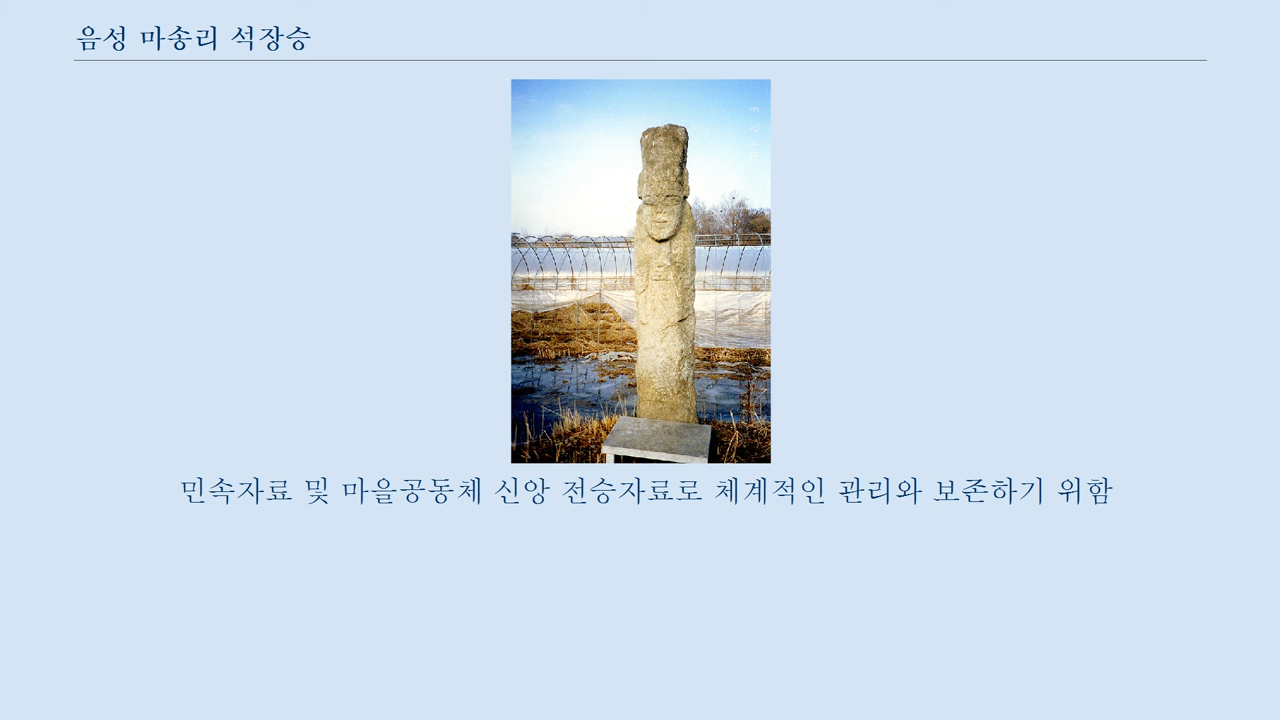 음성 마송리 석장승
민속자료 및 마을공동체 신앙 전승자료로 체계적인 관리와 보존하기 위함